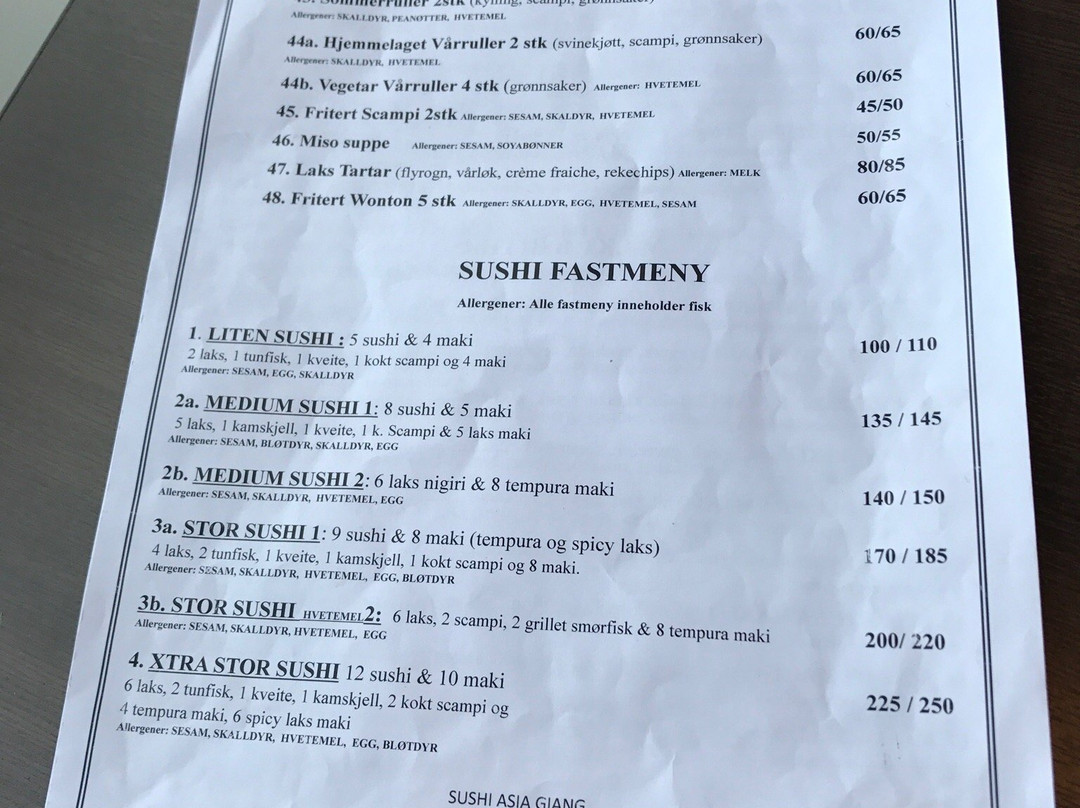 Sommerruller 2stk (kylling, scampi, grønnsaker)
Allergener: SKALLDYR, PEANØTTER, HVETEMEL
44a. Hjemmelaget Vårruller 2 stk (svinekjøtt, scampi, grønnsaker) 60/65
Allergener: SKALLDYR, HVETEMEL
44b. Vegetar Vårruller 4 stk (grønnsaker) Allergener: HVETEMEL 60/65
45. Fritert Scampi 2stk Allergener: SESAM, SKALDYR, HVETEMEL 45/50
46. Miso suppe Allergener: SESAM, SOYABØNNER 50/55
47. Laks Tartar (flyrogn, vårløk, crème fraiche, rekechips) Allergener: MELK 80/85
48. Fritert Wonton 5 stk Allergener: SKALLDYR, EGG, HVETEMEL, SESAM 60/65
SUSHI FASTMENY
Allergener: Alle fastmeny inneholder fisk
1. LITEN SUSHI : 5 sushi & 4 maki 100 / 110
2 laks, 1 tunfisk, 1 kveite, 1 kokt scampi og 4 maki
Allergener: SESAM, EGG, SKALLDYR
2a. MEDIUM SUSHI 1: 8 sushi & 5 maki 135 / 145
5 laks, 1 kamskjell, 1 kveite, 1 k. Scampi & 5 laks maki
Allergener: SESAM, BLØTDYR, SKALLDYR, EGG
2b. MEDIUM SUSHI 2: 6 laks nigiri & 8 tempura maki 140 / 150
Allergener: SESAM, SKALLDYR, HVETEMEL, EGG
3a. STOR SUSHI 1: 9 sushi & 8 maki (tempura og spicy laks) 170 / 185
4 laks, 2 tunfisk, 1 kveite, 1 kamskjell, 1 kokt scampi og 8 maki.
Allergener: SESAM, SKALLDYR, HVETEMEL, EGG, BLØTDYR
3b. STOR SUSHI HVETEMEL 2: 6 laks, 2 scampi, 2 grillet smørfisk & 8 tempura maki 200/ 220
Allergener: SESAM, SKALLDYR, HVETEMEL, EGG
4. XTRA STOR SUSHI 12 sushi & 10 maki 225 / 250
6 laks, 2 tunfisk, 1 kveite, 1 kamskjell, 2 kokt scampi og
4 tempura maki, 6 spicy laks maki
Allergener: SESAM, SKALLDYR, HVETEMEL, EGG, BLØTDYR
SUSHI ASIA GIANG